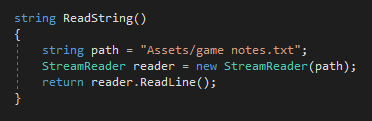 string ReadString()
{
    string path = "Assets/game notes.txt";
    StreamReader reader = new StreamReader(path);
    return reader.ReadLine();
}